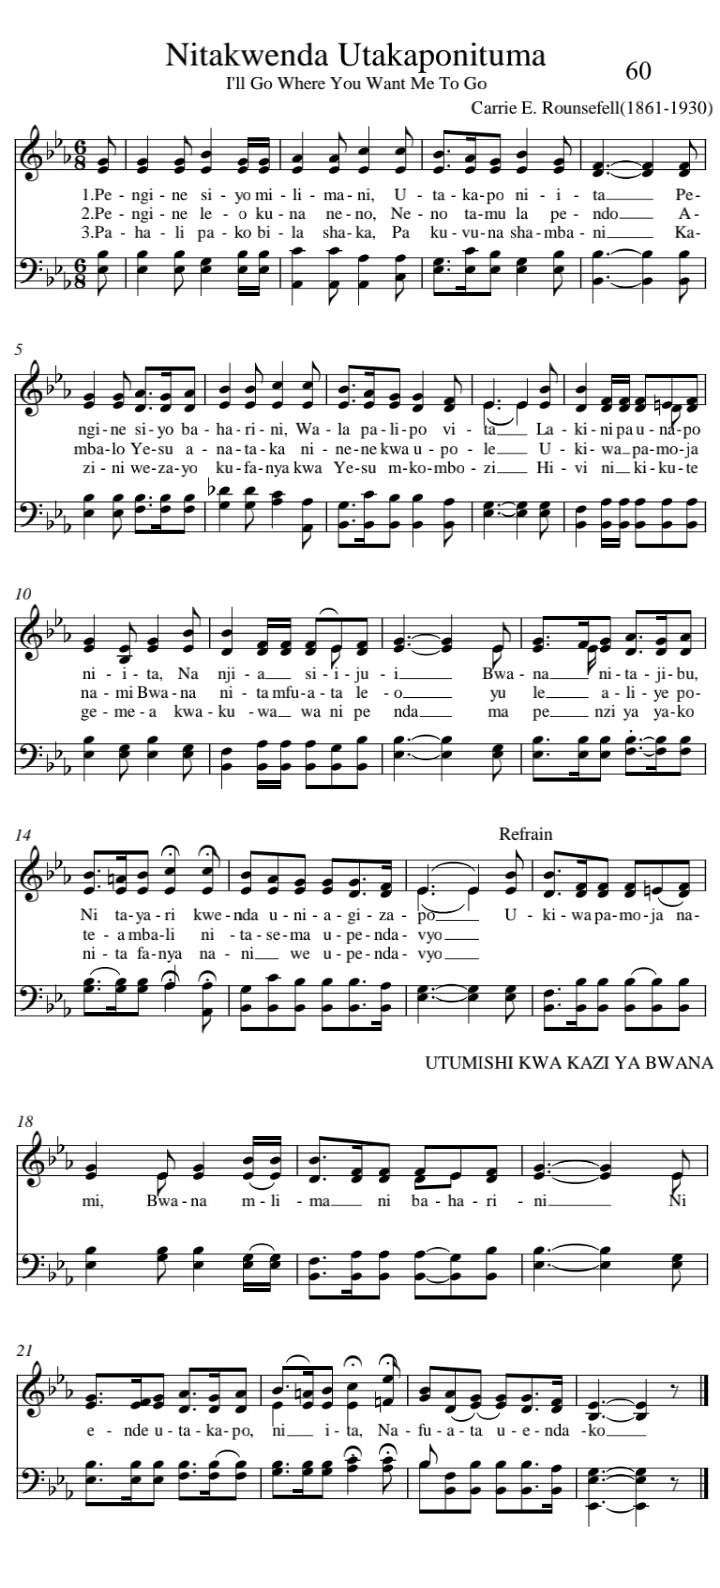 Nitakwenda Utakaponituma
I'll Go Where You Want Me To Go
60
Carrie E. Rounsefell(1861-1930)
1.Pe - ngi - ne si - yo mi - li - ma - ni, U - ta - ka - po ni - i - ta Pe -
2.Pe - ngi - ne le - o ku - na ne - no, Ne - no ta - mu la pe - ndo A -
3.Pa - ha - li pa - ko bi - la sha - ka, Pa ku - vu - na sha - mba - ni Ka -
5
ngi - ne si - yo ba - ha - ri - ni, Wa - la pa - li - po vi - ta La - ki - ni pa u - na - po
mba - lo Ye - su a - na - ta - ka ni - ne - ne kwa u - po - le U - ki - wa pa - mo - ja
zi - ni we - za - yo ku - fa - nya kwa Ye - su m - ko - mbo - zi Hi - vi ni ki - ku - te
10
ni - i - ta, Na nji - a si - i - ju - i Bwa - na ni - ta - ji - bu,
na - mi Bwa - na ni - ta mfu - a - ta le - o yu le a - li - ye po -
ge - me - a kwa - ku - wa wa ni pe nda ma pe nzi ya ya - ko
14
Refrain
Ni ta - ya - ri kwe - nda u - ni - a - gi - za - po U - ki - wa pa - mo - ja na -
te - a mba - li ni - ta - se - ma u - pe - nda - vyo
ni - ta fa - nya na - ni we u - pe - nda - vyo
UTUMISHI KWA KAZI YA BWANA
18
mi, Bwa - na m - li - ma ni ba - ha - ri - ni Ni
21
e - nde u - ta - ka - po, ni i - ta, Na - fu - a - ta u - e - nda - ko